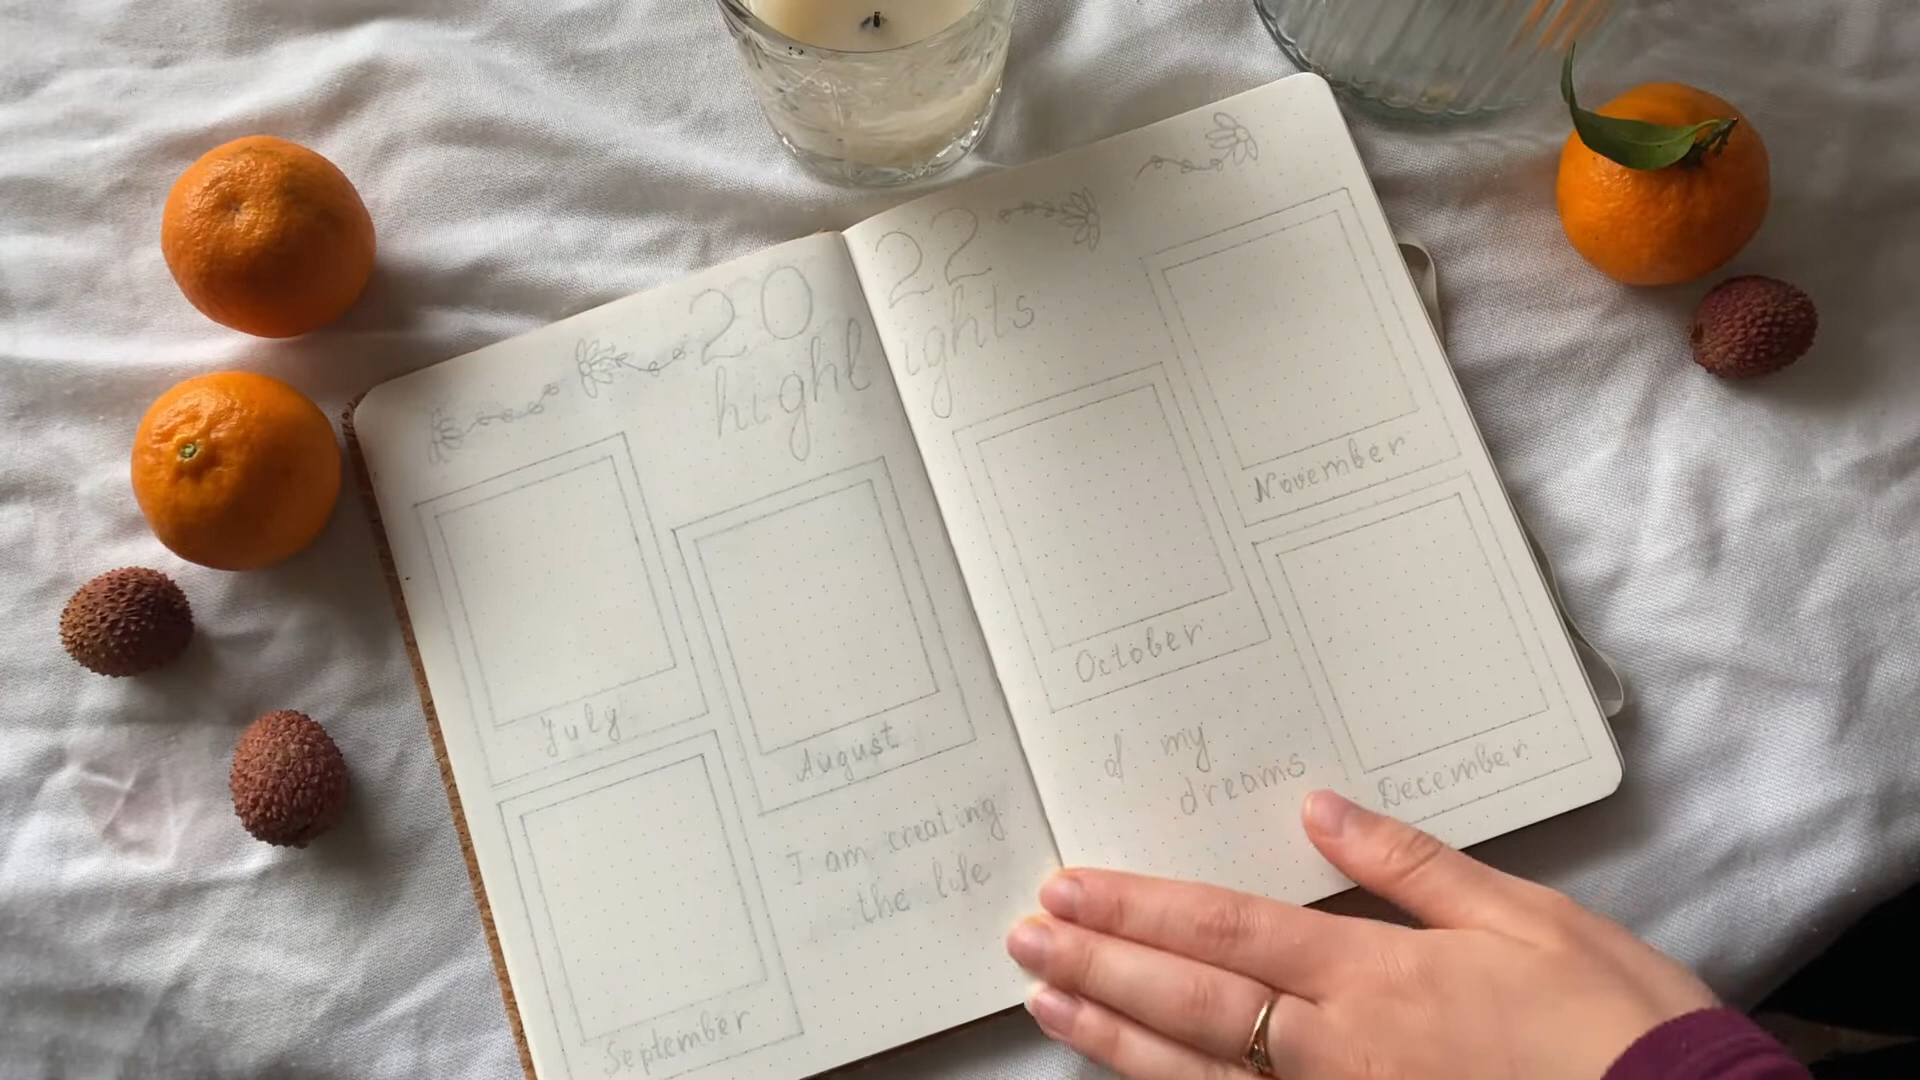 2022
highlights
July
August
September
I am creating
the life
October
November
December
of my
dreams